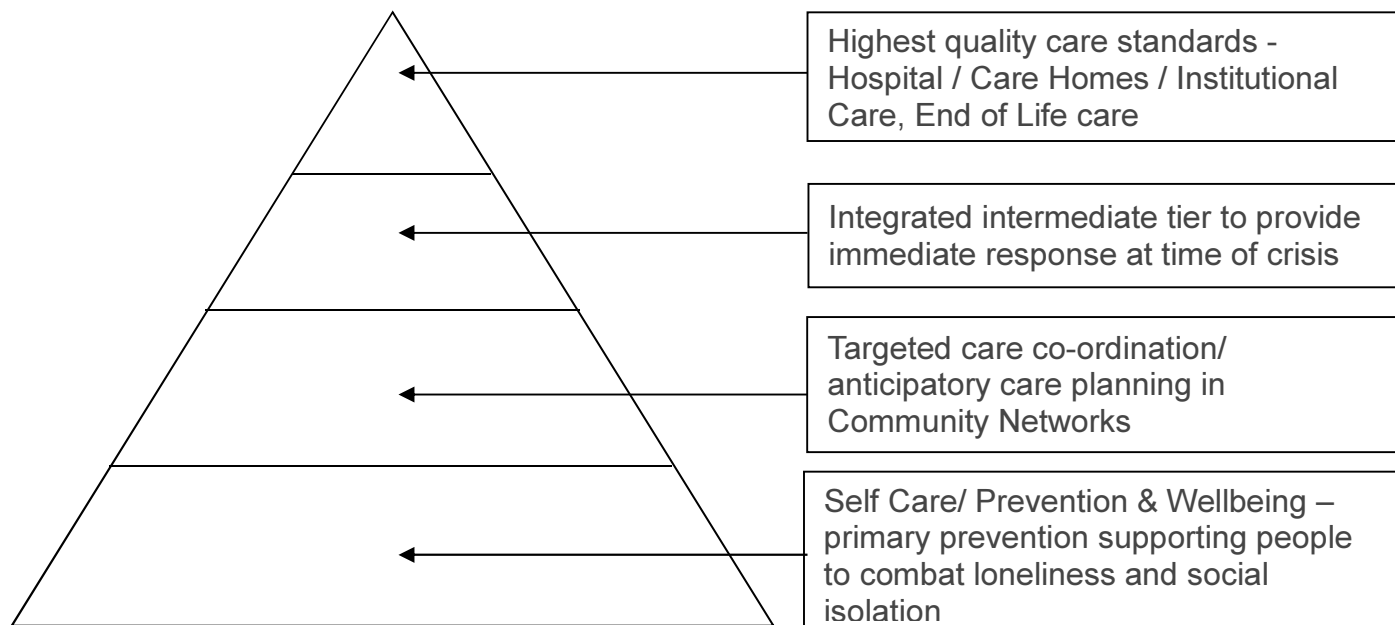 Highest quality care standards -
Hospital / Care Homes / Institutional
Care, End of Life care
Integrated intermediate tier to provide
immediate response at time of crisis
Targeted care co-ordination/
anticipatory care planning in
Community Networks
Self Care/ Prevention & Wellbeing –
primary prevention supporting people
to combat loneliness and social
isolation